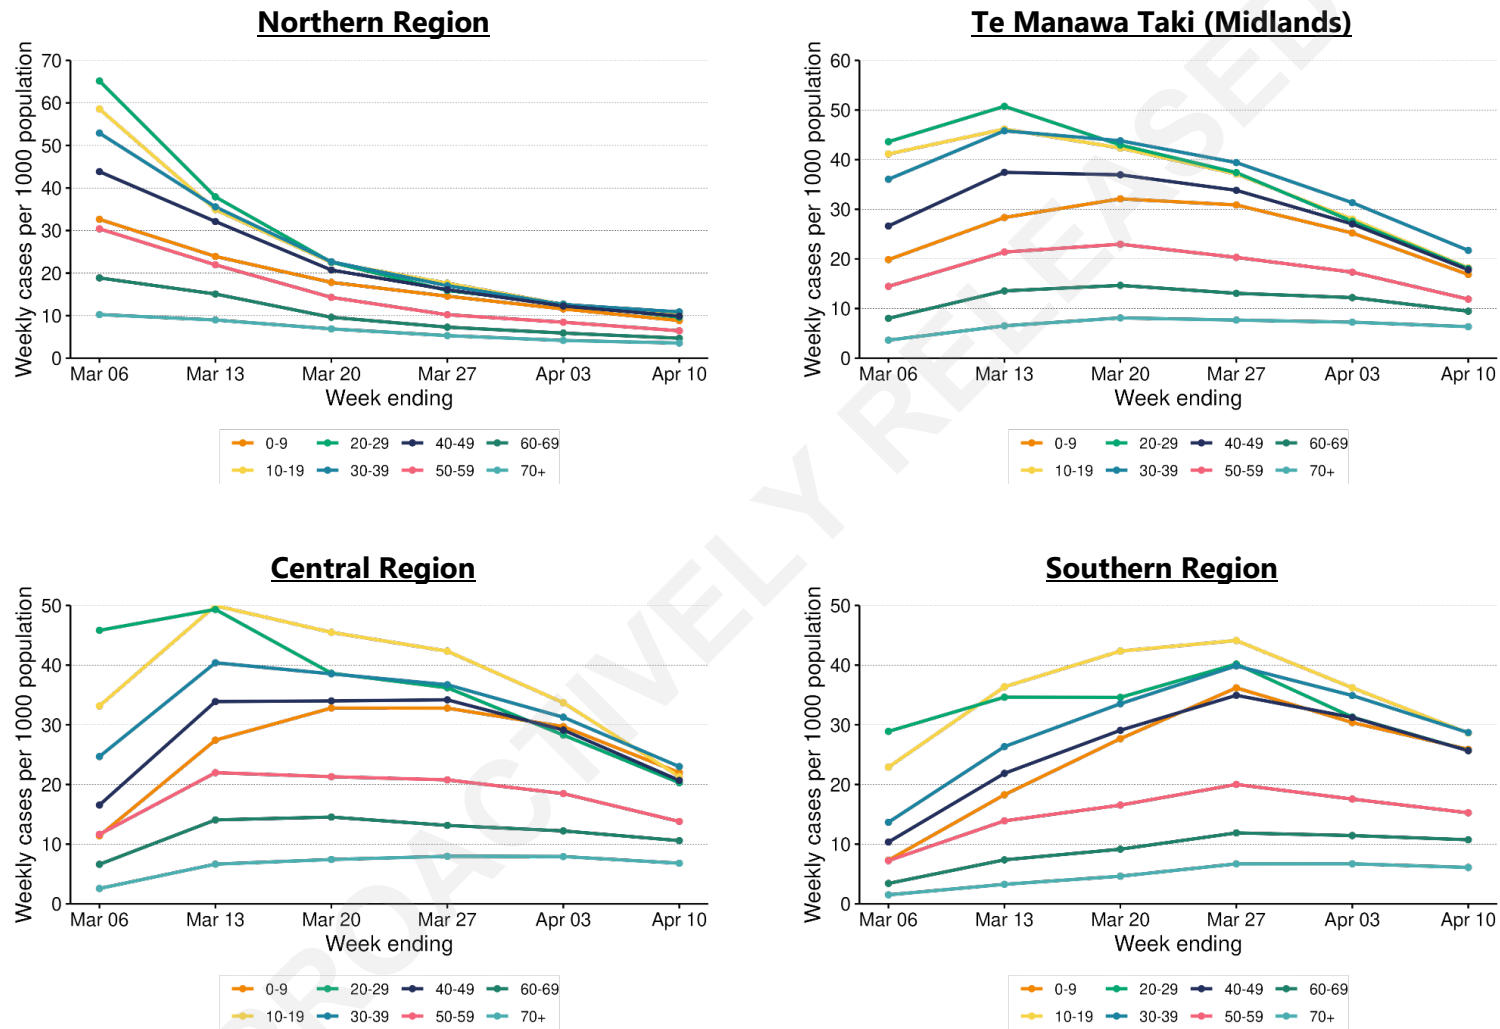 Northern Region
Weekly cases per 1000 population
70
60
50
40
30
20
10
0
Mar 06 Mar 13 Mar 20 Mar 27 Apr 03 Apr 10
Week ending
0-9 20-29 40-49 60-69
10-19 30-39 50-59 70+
Te Manawa Taki (Midlands)
Weekly cases per 1000 population
60
50
40
30
20
10
0
Mar 06 Mar 13 Mar 20 Mar 27 Apr 03 Apr 10
Week ending
0-9 20-29 40-49 60-69
10-19 30-39 50-59 70+
Central Region
Weekly cases per 1000 population
50
40
30
20
10
0
Mar 06 Mar 13 Mar 20 Mar 27 Apr 03 Apr 10
Week ending
0-9 20-29 40-49 60-69
10-19 30-39 50-59 70+
Southern Region
Weekly cases per 1000 population
50
40
30
20
10
0
Mar 06 Mar 13 Mar 20 Mar 27 Apr 03 Apr 10
Week ending
0-9 20-29 40-49 60-69
10-19 30-39 50-59 70+
PROACTIVELY RELEASED